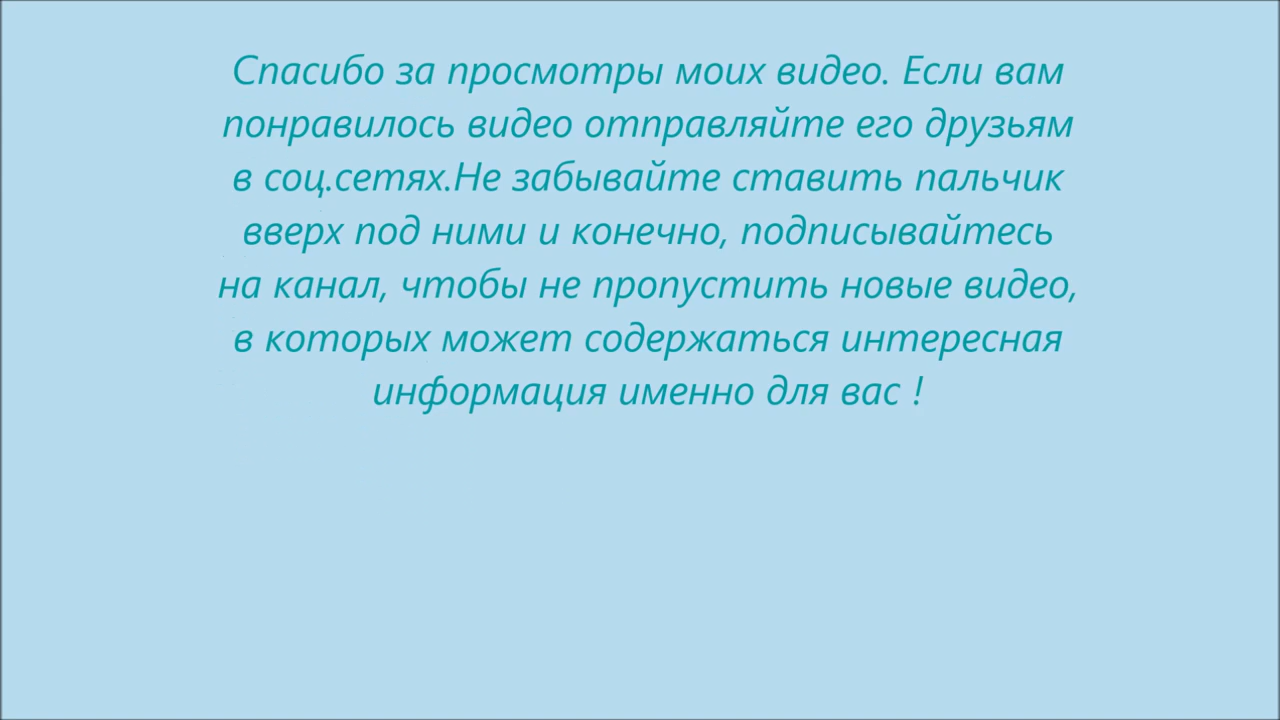 Спасибо за просмотры моих видео. Если вам
понравилось видео отправляйте его друзьям
в соц.сетях.Не забывайте ставить пальчик
вверх под ними и конечно, подписывайтесь
на канал, чтобы не пропустить новые видео,
в которых может содержаться интересная
информация именно для вас !